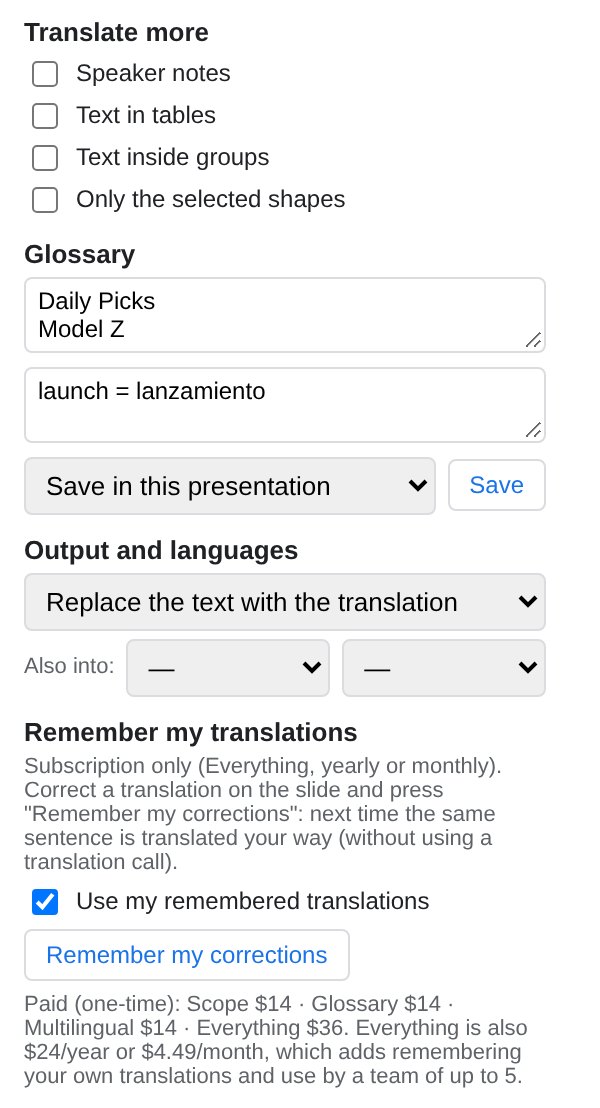 Translate more
Speaker notes
Text in tables
Text inside groups
Only the selected shapes
Glossary
Daily Picks
Model Z
launch = lanzamiento
Save in this presentation
Save
Output and languages
Replace the text with the translation
Also into:
—
—
Remember my translations
Subscription only (Everything, yearly or monthly).
Correct a translation on the slide and press
"Remember my corrections": next time the same
sentence is translated your way (without using a
translation call).
Use my remembered translations
Remember my corrections
Paid (one-time): Scope $14 · Glossary $14 ·
Multilingual $14 · Everything $36. Everything is also
$24/year or $4.49/month, which adds remembering
your own translations and use by a team of up to 5.